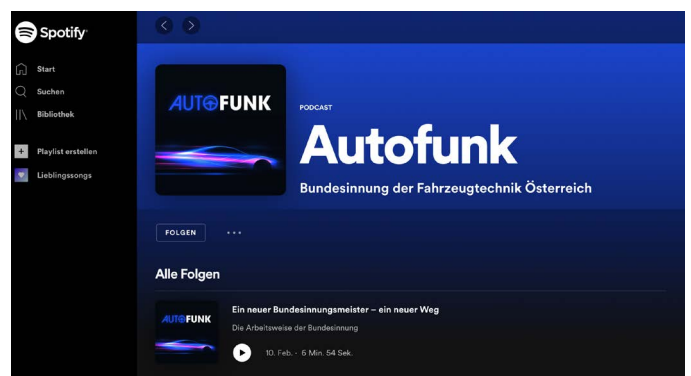 Spotify
Start
Suchen
Bibliothek
Playlist erstellen
Lieblingssongs
AUTOFUNK
PODCAST
Autofunk
Bundesinnung der Fahrzeugtechnik Österreich
FOLGEN
Alle Folgen
AUTOFUNK
Ein neuer Bundesinnungsmeister – ein neuer Weg
Die Arbeitsweise der Bundesinnung
10. Feb. · 6 Min. 54 Sek.